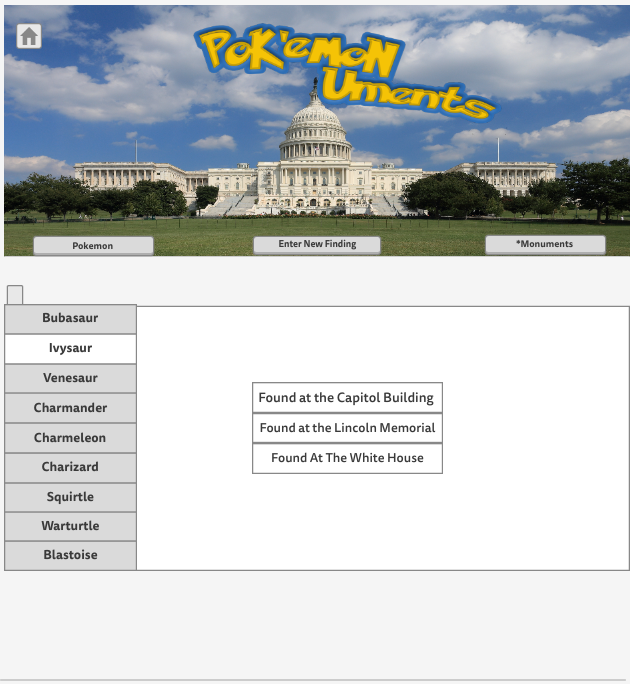 PoK'emoN
Uments
Pokemon
Enter New Finding
*Monuments
Bubasaur
Ivysaur
Venesaur
Charmander
Charmeleon
Charizard
Squirtle
Warturtle
Blastoise
Found at the Capitol Building
Found at the Lincoln Memorial
Found At The White House